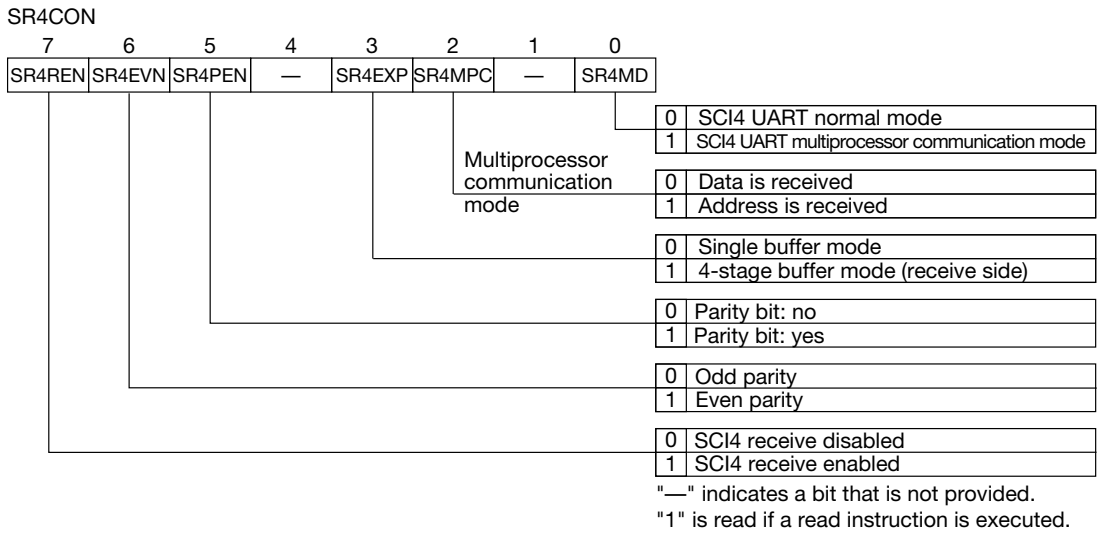 SR4CON
7 6 5 4 3 2 1 0
SR4REN SR4EVN SR4PEN — SR4EXP SR4MPC — SR4MD
0 SCI4 UART normal mode
1 SCI4 UART multiprocessor communication mode
Multiprocessor
communication
mode
0 Data is received
1 Address is received
0 Single buffer mode
1 4-stage buffer mode (receive side)
0 Parity bit: no
1 Parity bit: yes
0 Odd parity
1 Even parity
0 SCI4 receive disabled
1 SCI4 receive enabled
"—" indicates a bit that is not provided.
"1" is read if a read instruction is executed.